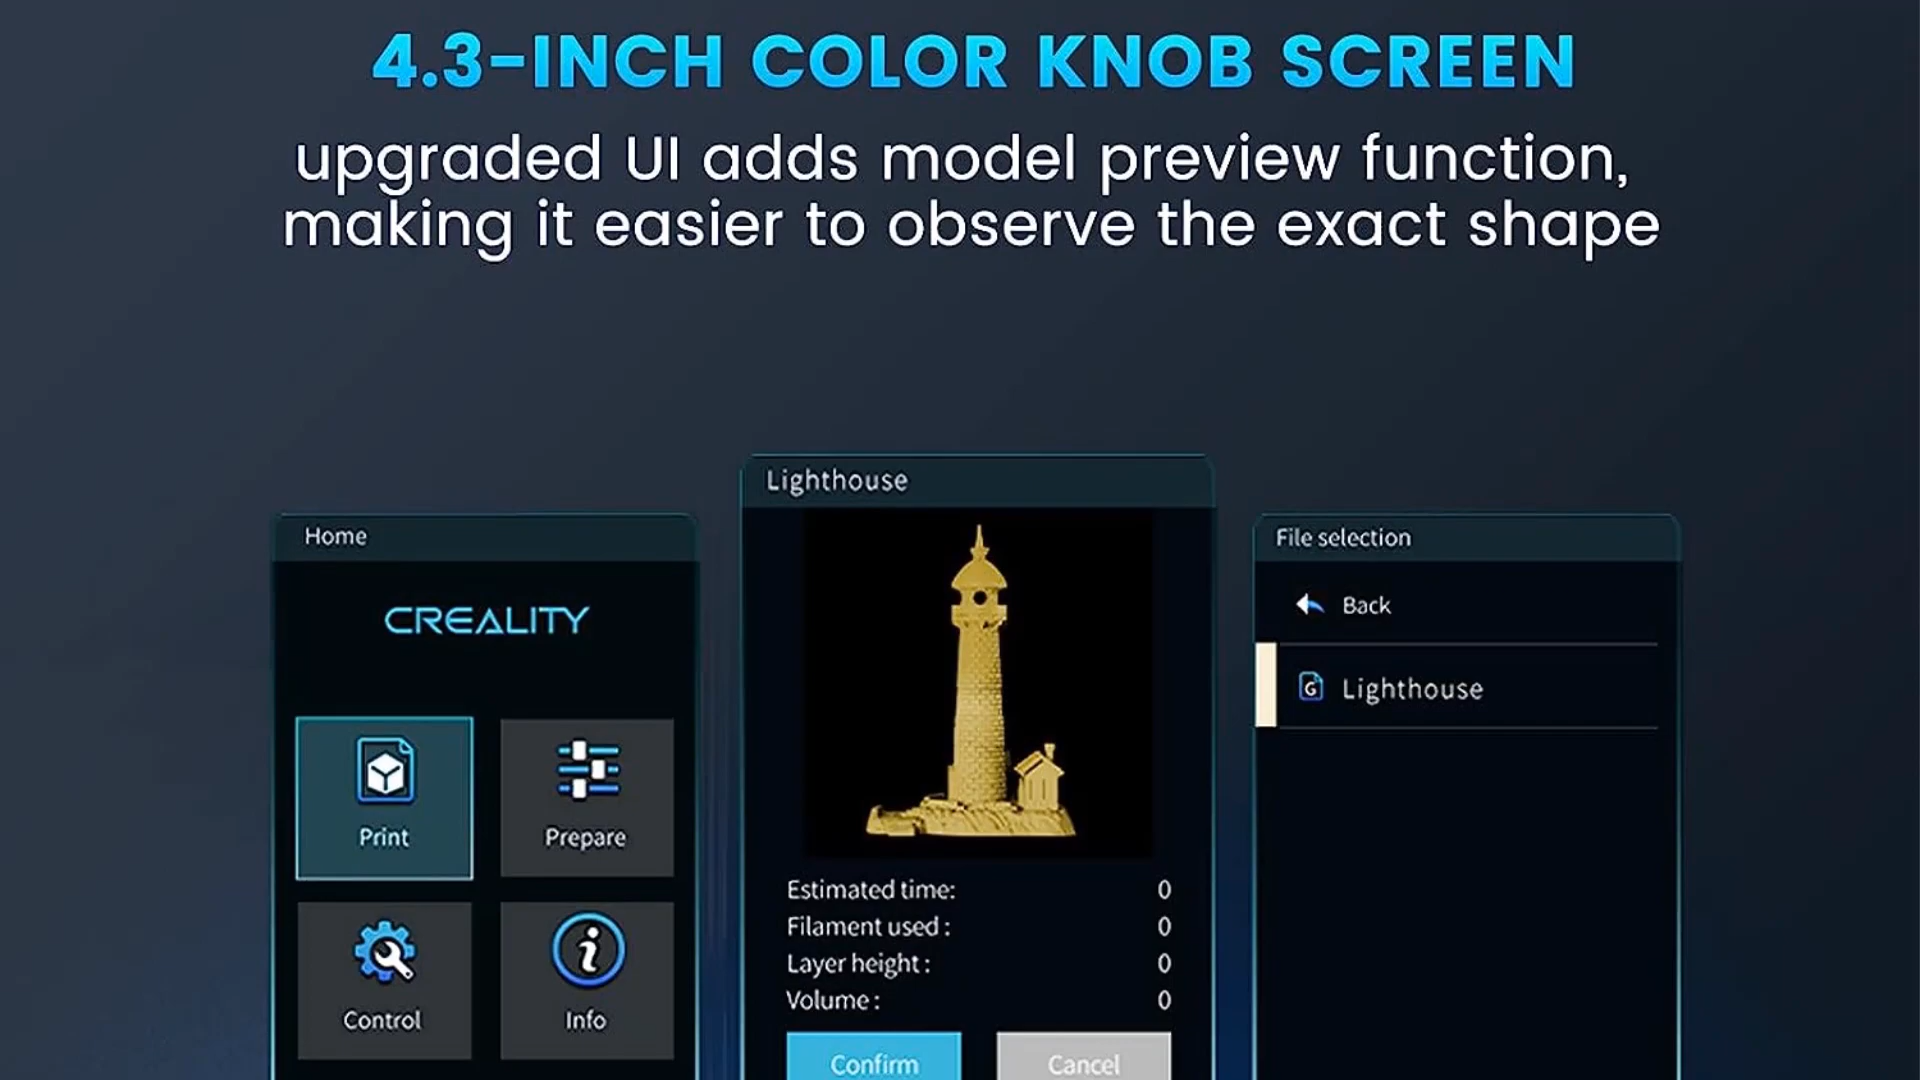 4.3-INCH COLOR KNOB SCREEN
upgraded UI adds model preview function,
making it easier to observe the exact shape
Home
CREALITY
Print
Prepare
Control
Info
Lighthouse
Estimated time: 0
Filament used : 0
Layer height : 0
Volume : 0
Confirm
Cancel
File selection
Back
G Lighthouse